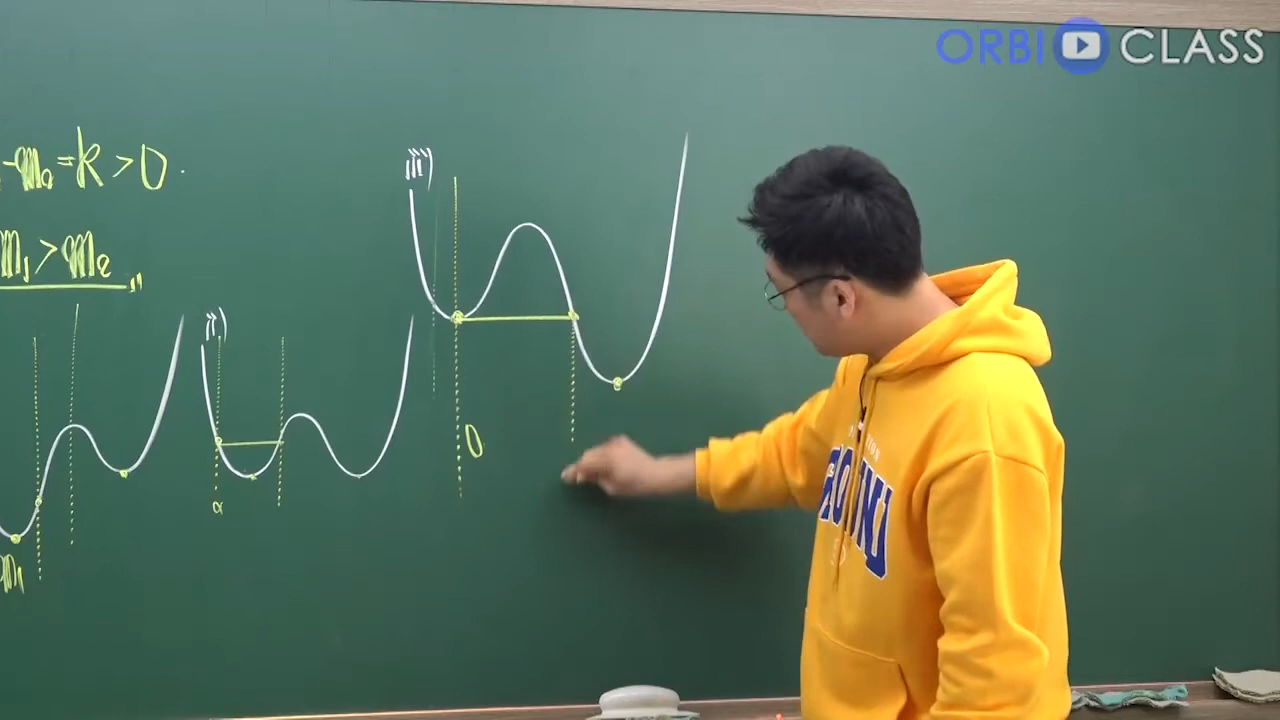 ORBI CLASS
-m₂=k>0.
m₁>m₂
ii)
iii)
α
0
m₁